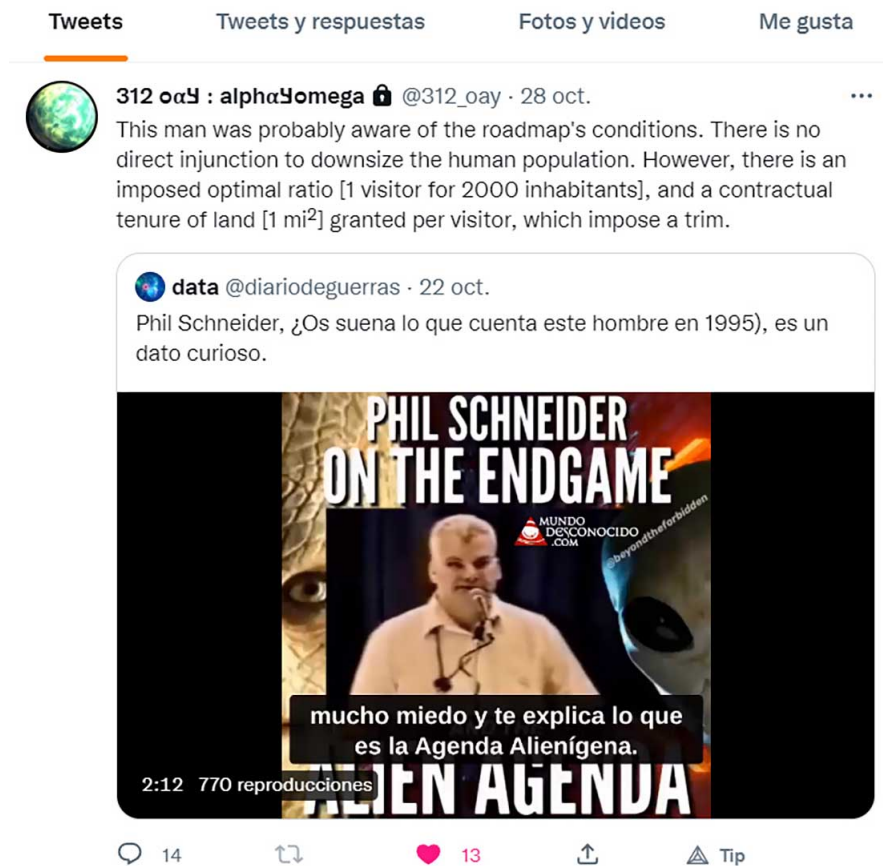 Tweets Tweets y respuestas Fotos y videos Me gusta
312 oαY : alphαYomega @312_oay · 28 oct.
This man was probably aware of the roadmap's conditions. There is no
direct injunction to downsize the human population. However, there is an
imposed optimal ratio [1 visitor for 2000 inhabitants], and a contractual
tenure of land [1 mi²] granted per visitor, which impose a trim.
data @diariodeguerras · 22 oct.
Phil Schneider, ¿Os suena lo que cuenta este hombre en 1995), es un
dato curioso.
PHIL SCHNEIDER
ON THE ENDGAME
MUNDO
DESCONOCIDO
.COM
@beyondtheforbidden
mucho miedo y te explica lo que
es la Agenda Alienígena.
ALIEN AGENDA
2:12 770 reproducciones
14 13 Tip